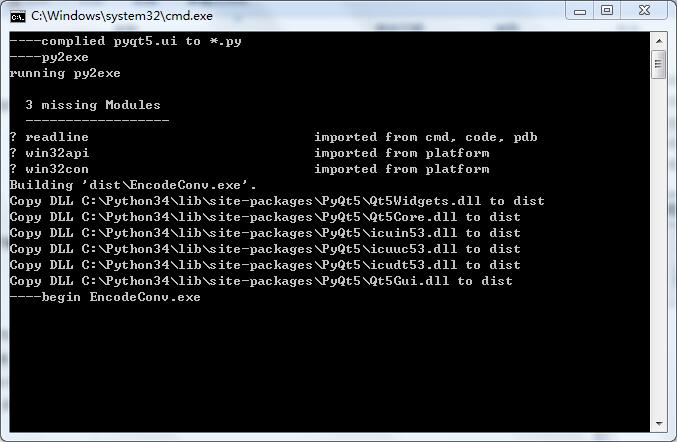 C:\Windows\system32\cmd.exe
----complied pyqt5.ui to *.py
----py2exe
running py2exe
3 missing Modules
------------------
? readline imported from cmd, code, pdb
? win32api imported from platform
? win32con imported from platform
Building 'dist\EncodeConv.exe'.
Copy DLL C:\Python34\lib\site-packages\PyQt5\Qt5Widgets.dll to dist
Copy DLL C:\Python34\lib\site-packages\PyQt5\Qt5Core.dll to dist
Copy DLL C:\Python34\lib\site-packages\PyQt5\icuin53.dll to dist
Copy DLL C:\Python34\lib\site-packages\PyQt5\icuuc53.dll to dist
Copy DLL C:\Python34\lib\site-packages\PyQt5\icudt53.dll to dist
Copy DLL C:\Python34\lib\site-packages\PyQt5\Qt5Gui.dll to dist
----begin EncodeConv.exe